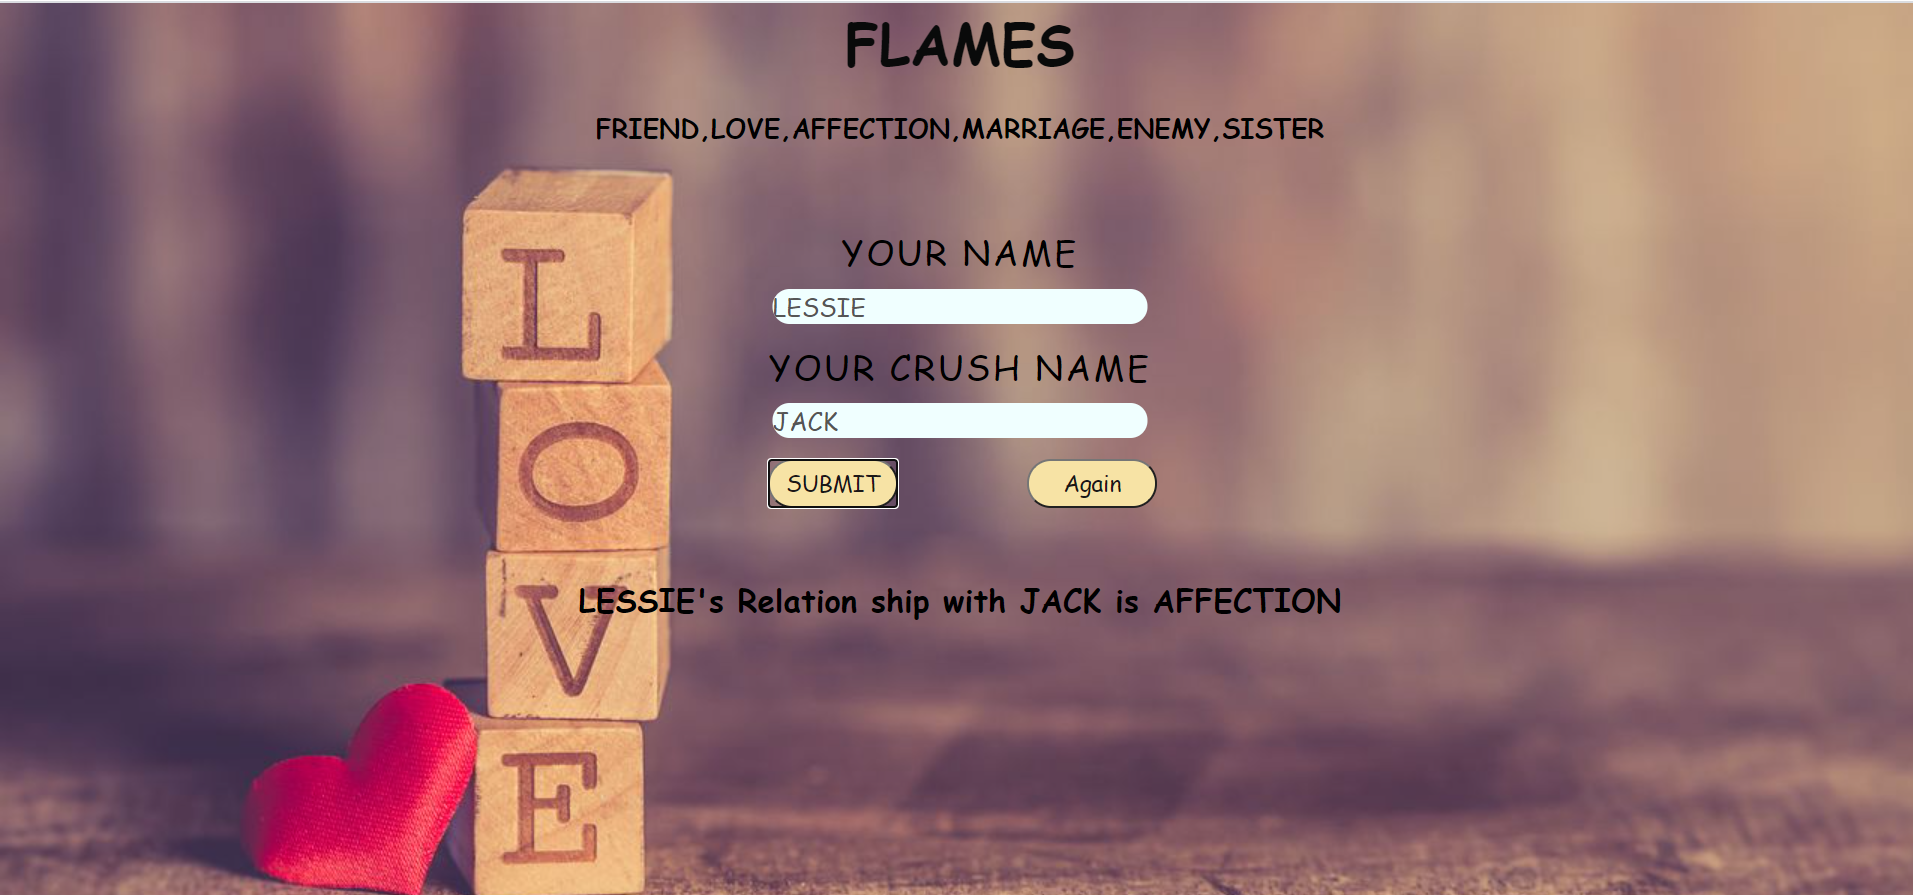 FLAMES
FRIEND,LOVE,AFFECTION,MARRIAGE,ENEMY,SISTER
YOUR NAME
LESSIE
YOUR CRUSH NAME
JACK
SUBMIT Again
LESSIE's Relation ship with JACK is AFFECTION
L
O
V
E